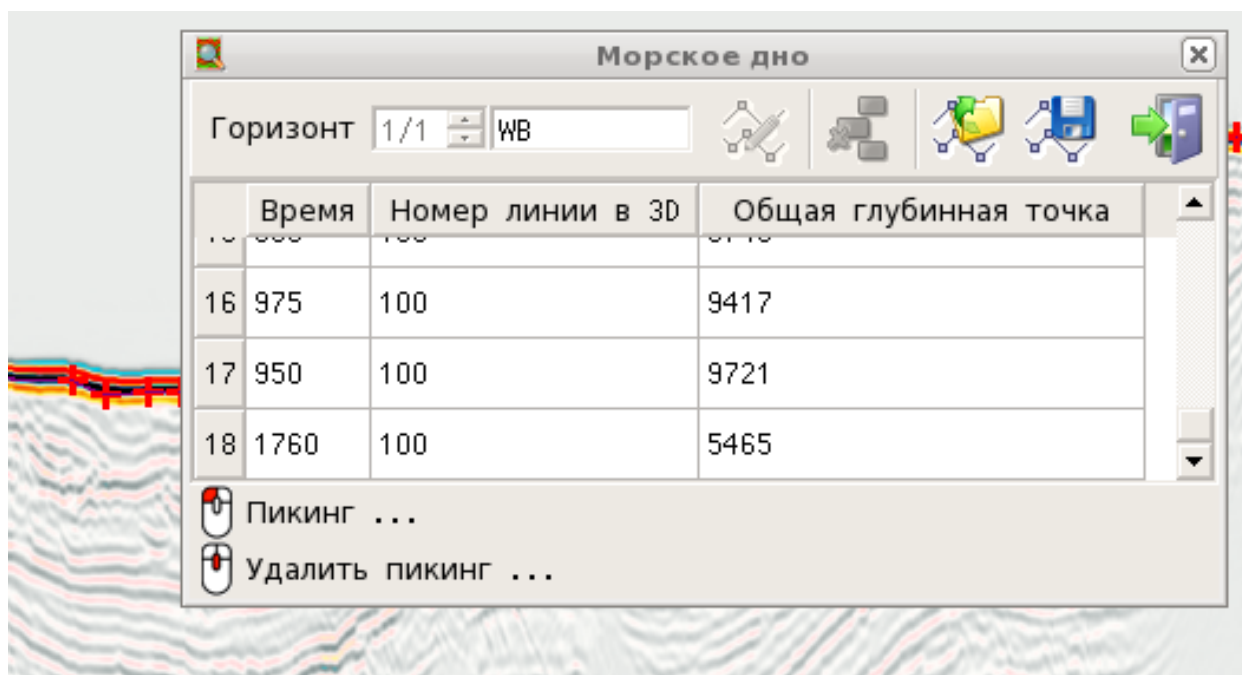 Морское дно
Горизонт 1/1 WB
Время Номер линии в 3D Общая глубинная точка
16 975 100 9417
17 950 100 9721
18 1760 100 5465
Пикинг ...
Удалить пикинг ...